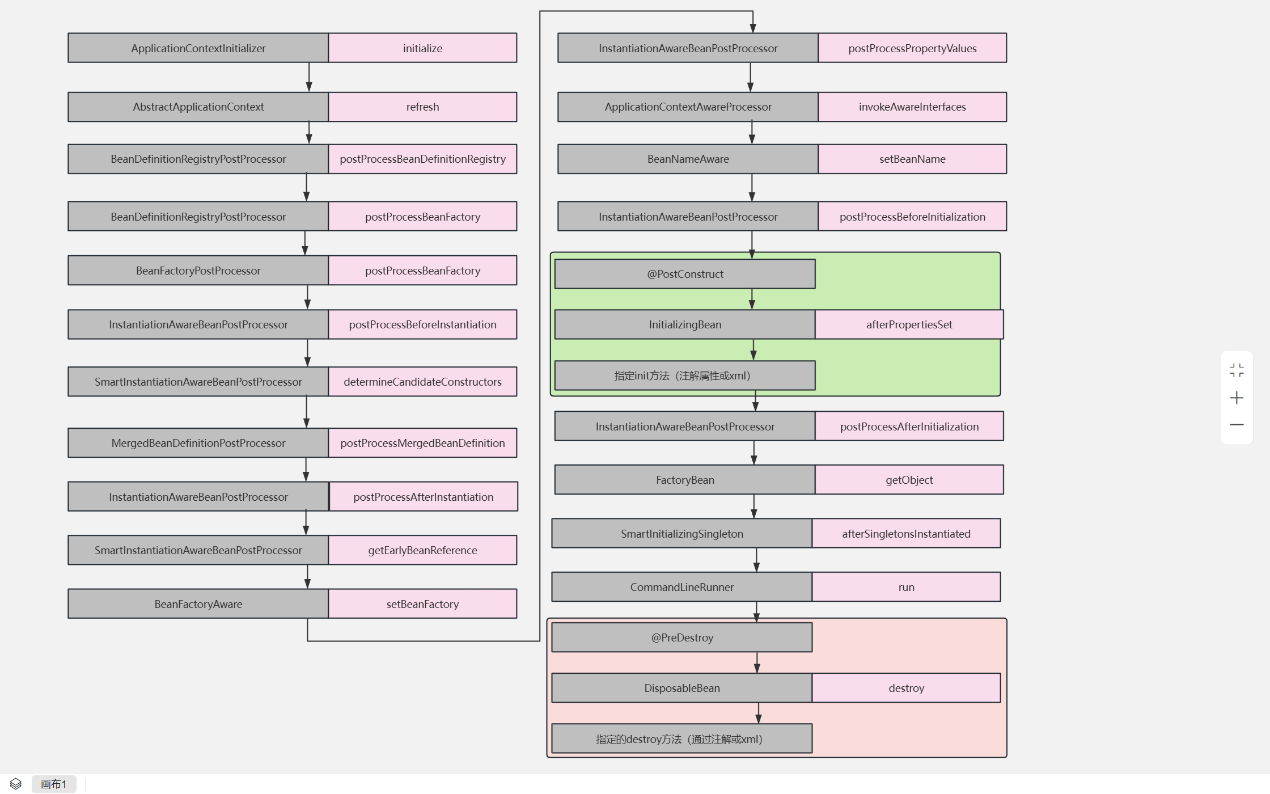 ApplicationContextInitializer initialize
AbstractApplicationContext refresh
BeanDefinitionRegistryPostProcessor postProcessBeanDefinitionRegistry
BeanDefinitionRegistryPostProcessor postProcessBeanFactory
BeanFactoryPostProcessor postProcessBeanFactory
InstantiationAwareBeanPostProcessor postProcessBeforeInstantiation
SmartInstantiationAwareBeanPostProcessor determineCandidateConstructors
MergedBeanDefinitionPostProcessor postProcessMergedBeanDefinition
InstantiationAwareBeanPostProcessor postProcessAfterInstantiation
SmartInstantiationAwareBeanPostProcessor getEarlyBeanReference
BeanFactoryAware setBeanFactory
InstantiationAwareBeanPostProcessor postProcessPropertyValues
ApplicationContextAwareProcessor invokeAwareInterfaces
BeanNameAware setBeanName
InstantiationAwareBeanPostProcessor postProcessBeforeInitialization
@PostConstruct
InitializingBean afterPropertiesSet
指定init方法（注解属性或xml）
InstantiationAwareBeanPostProcessor postProcessAfterInitialization
FactoryBean getObject
SmartInitializingSingleton afterSingletonsInstantiated
CommandLineRunner run
@PreDestroy
DisposableBean destroy
指定的destroy方法（通过注解或xml）
画布1